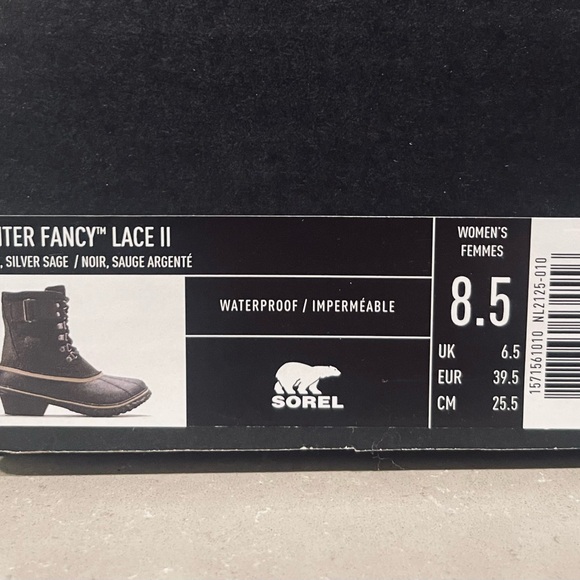 TER FANCY™ LACE II
, SILVER SAGE / NOIR, SAUGE ARGENTÉ
WATERPROOF / IMPERMÉABLE
SOREL
WOMEN'S
FEMMES
8.5
UK 6.5
EUR 39.5
CM 25.5
1571561010 NL2125-010